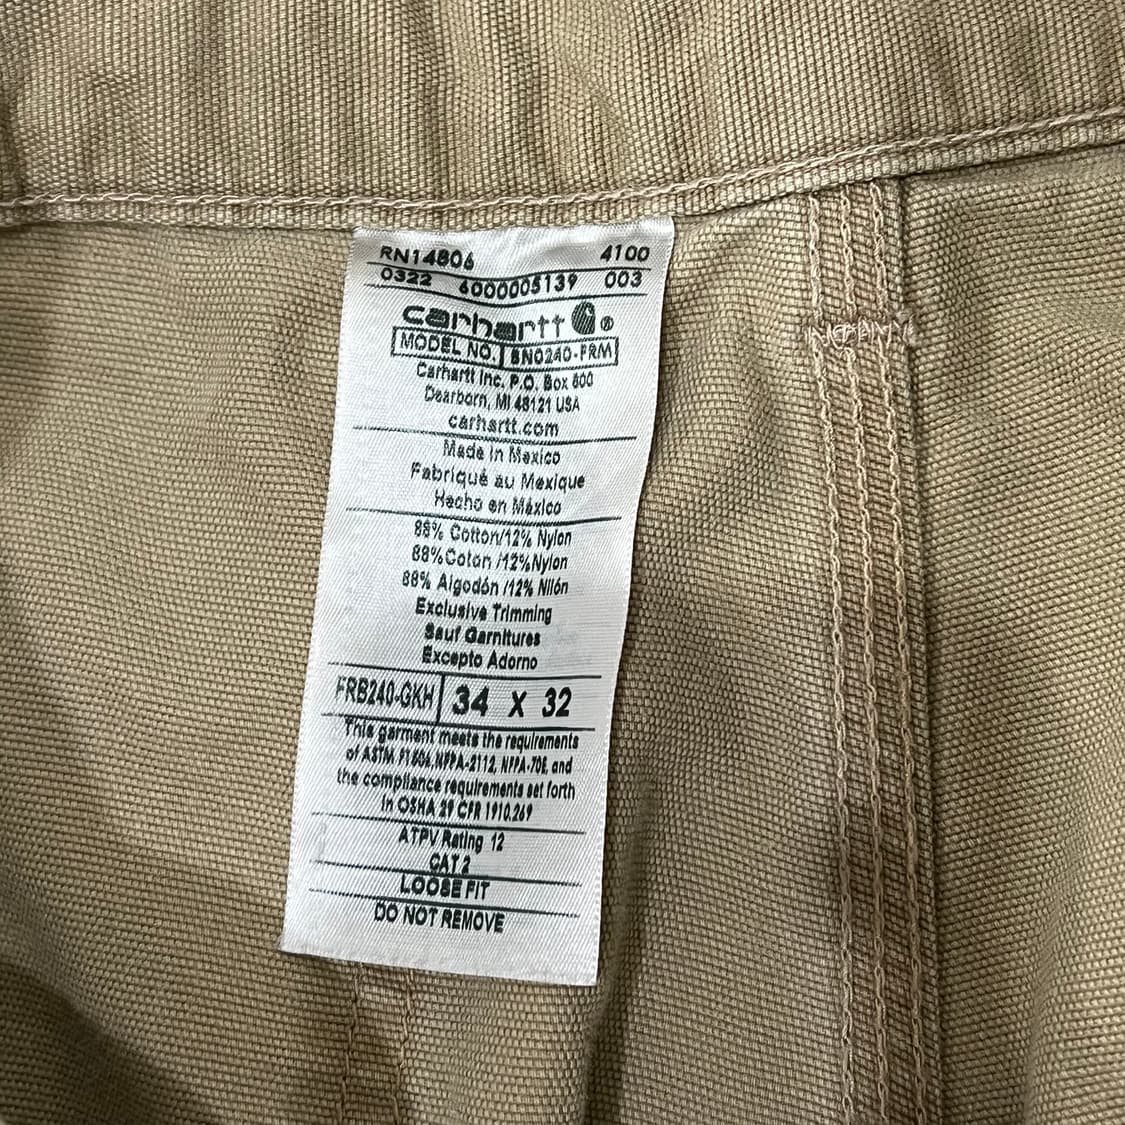 RN14806 4100
0322 6000005139 003
carhartt ®
MODEL NO. BN0240-FRM
Carhartt Inc. P.O. Box 600
Dearborn, MI 48121 USA
carhartt.com
Made in Mexico
Fabriqué au Mexique
Hecho en México
88% Cotton/12% Nylon
88%Coton /12%Nylon
88% Algodón /12% Nilón
Exclusive Trimming
Sauf Garnitures
Excepto Adorno
FRB240-GKH 34 X 32
This garment meets the requirements
of ASTM F1506, NFPA-2112, NFPA-70E, and
the compliance requirements set forth
in OSHA 29 CFR 1910.269
ATPV Rating 12
CAT 2
LOOSE FIT
DO NOT REMOVE